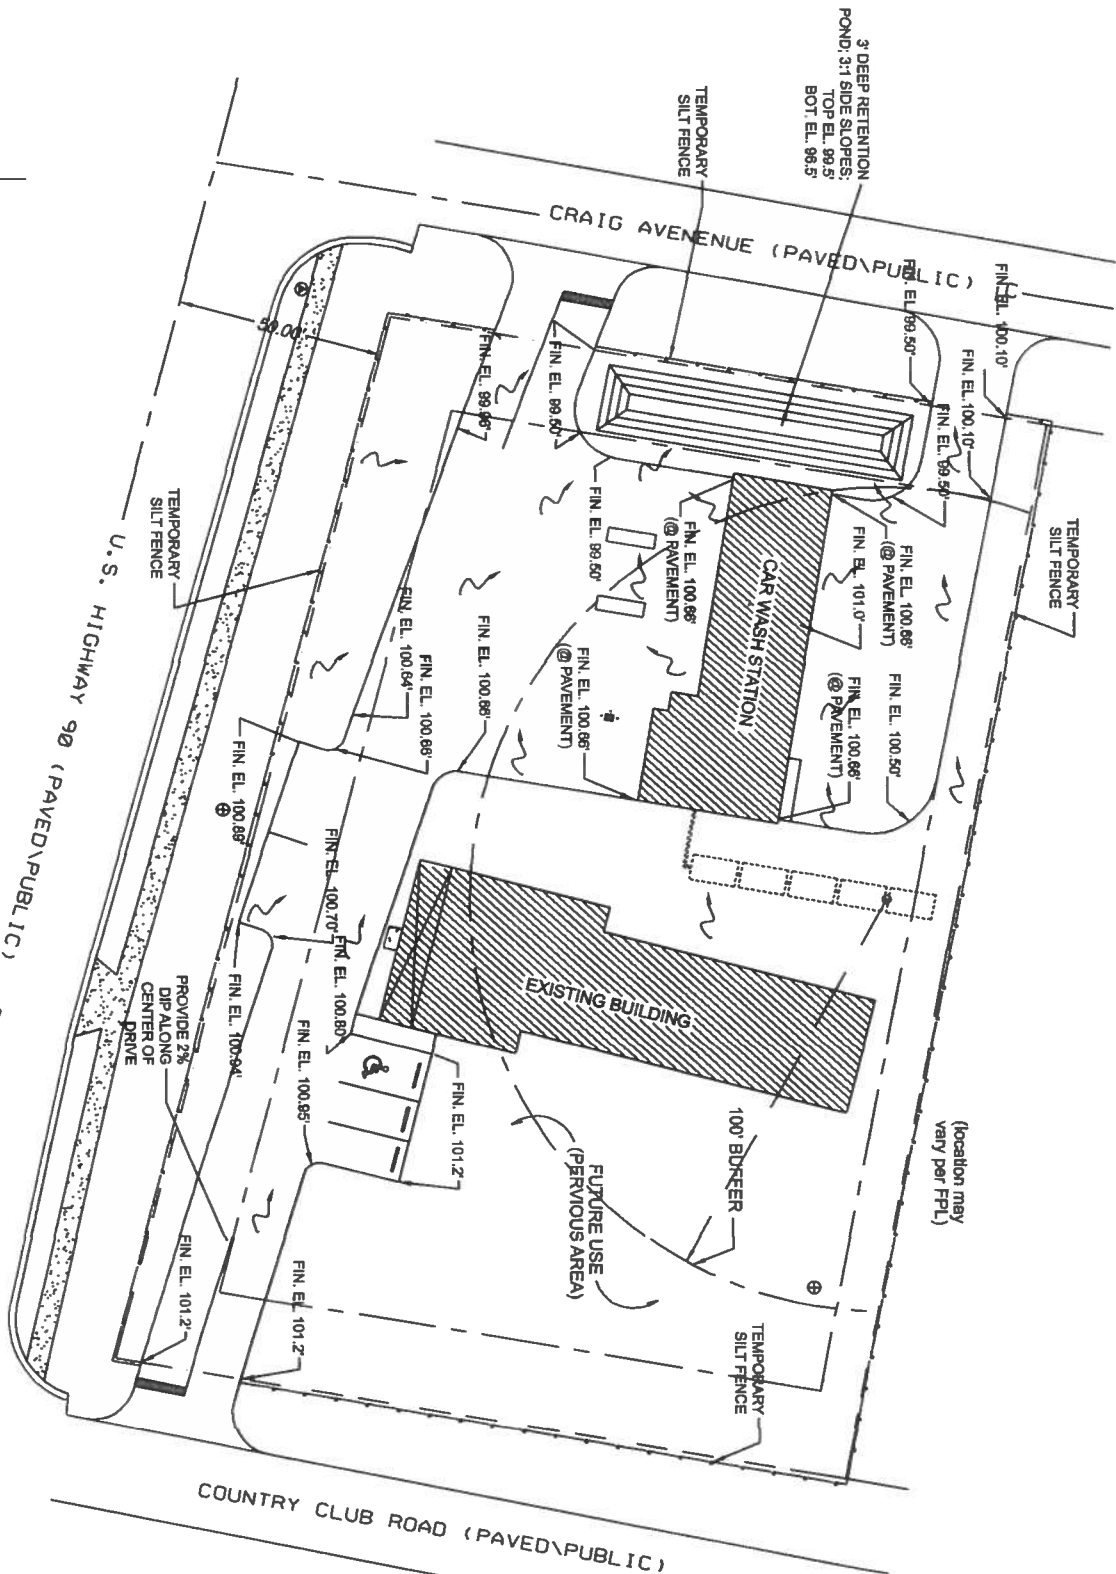 3' DEEP RETENTION
POND; 3:1 SIDE SLOPES;
TOP EL. 99.5'
BOT. EL. 96.5'
TEMPORARY
SILT FENCE
CRAIG AVENENUE (PAVED\PUBLIC)
FIN. EL. 99.50'
FIN. EL. 100.10'
FIN. EL. 100.10'
FIN. EL. 99.50'
TEMPORARY
SILT FENCE
50.00'
FIN. EL. 99.96'
FIN. EL. 99.50'
FIN. EL. 99.50'
FIN. EL. 100.66'
(@ PAVEMENT)
CAR WASH STATION
FIN. EL. 101.0'
FIN. EL. 100.66'
(@ PAVEMENT)
TEMPORARY
SILT FENCE
FIN. EL. 100.64'
FIN. EL. 100.66'
FIN. EL. 100.66'
FIN. EL. 100.66'
(@ PAVEMENT)
FIN. EL. 100.66'
(@ PAVEMENT)
FIN. EL. 100.50'
U.S. HIGHWAY 90 (PAVED\PUBLIC)
FIN. EL. 100.89'
FIN. EL. 100.70'
FIN. EL. 100.80'
EXISTING BUILDING
FIN. EL. 100.94'
PROVIDE 2%
DIP ALONG
CENTER OF
DRIVE
FIN. EL. 100.95'
FIN. EL. 101.2'
100' BUFFER
(location may
vary per FPL)
FUTURE USE
(PERVIOUS AREA)
FIN. EL. 101.2'
FIN. EL. 101.2'
TEMPORARY
SILT FENCE
COUNTRY CLUB ROAD (PAVED\PUBLIC)